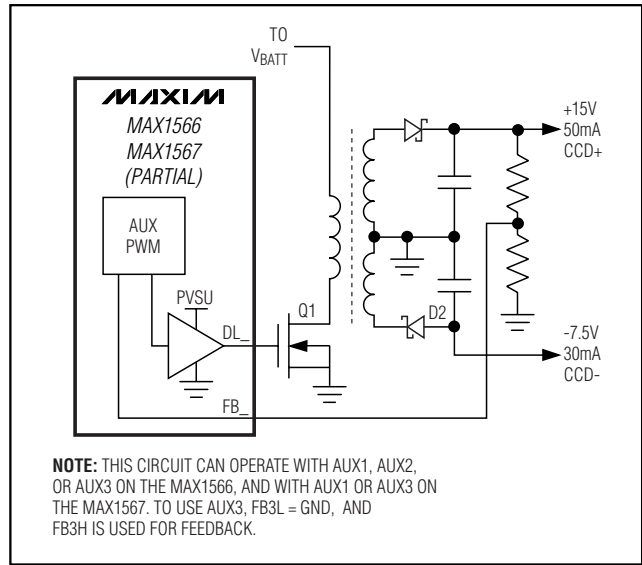 TO
VBATT
MAXIM
MAX1566
MAX1567
(PARTIAL)
AUX
PWM
PVSU
DL_
FB_
Q1
D2
+15V
50mA
CCD+
-7.5V
30mA
CCD-
NOTE: THIS CIRCUIT CAN OPERATE WITH AUX1, AUX2,
OR AUX3 ON THE MAX1566, AND WITH AUX1 OR AUX3 ON
THE MAX1567. TO USE AUX3, FB3L = GND, AND
FB3H IS USED FOR FEEDBACK.